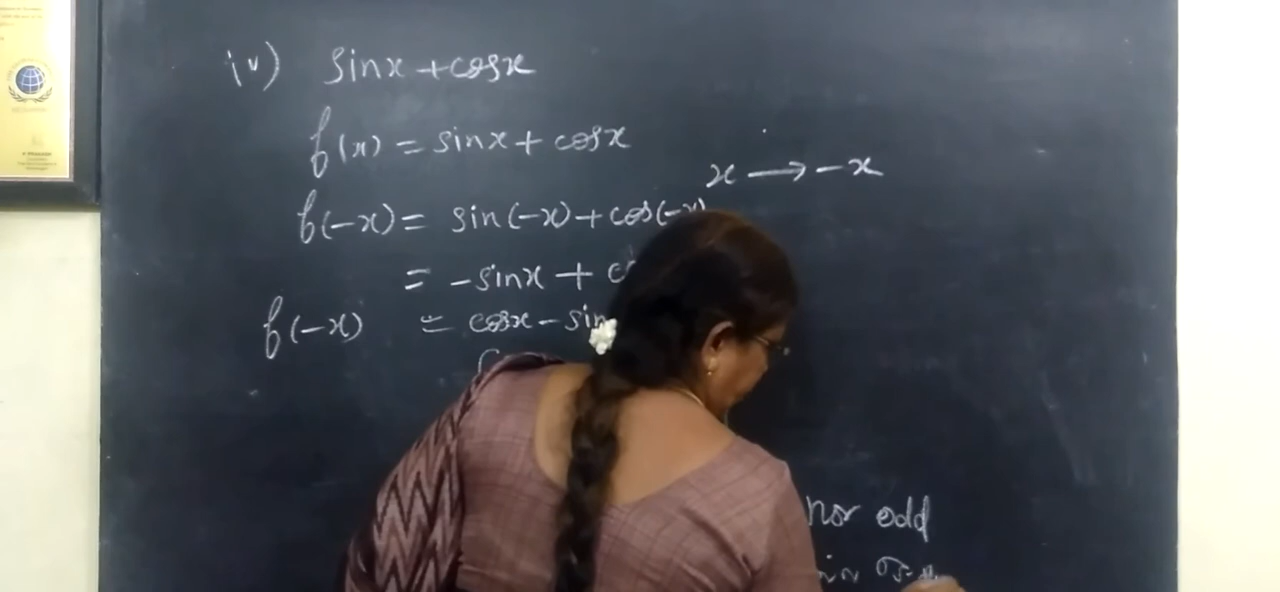 iv) sinx + cosx
f(x) = sinx + cosx
x → -x
f(-x) = sin(-x) + cos(-x)
= -sinx +
f(-x) = cosx - sin
nor odd